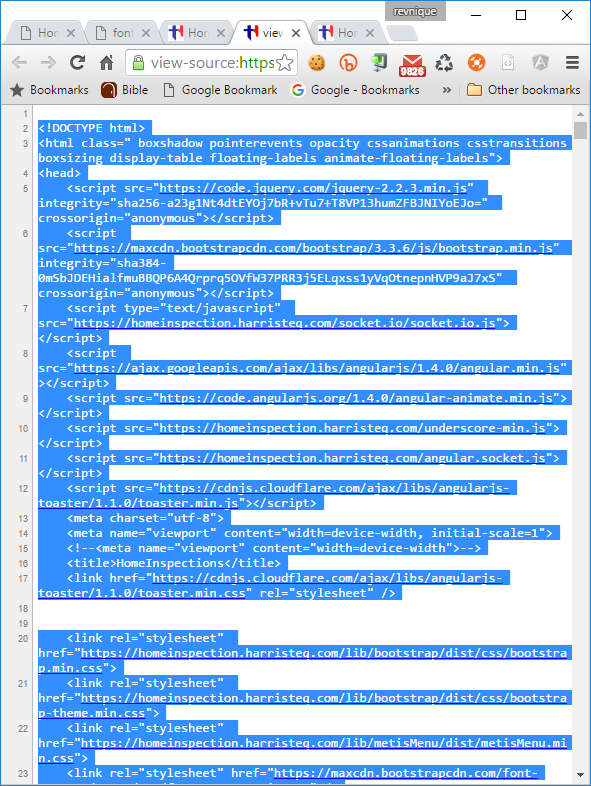 revnique
Hom
font
Hom
view
Hom
view-source:https
9826
Bookmarks Bible Google Bookmark Google - Bookmarks » Other bookmarks
1
2 <!DOCTYPE html>
3 <html class=" boxshadow pointerevents opacity cssanimations csstransitions
boxsizing display-table floating-labels animate-floating-labels">
4 <head>
5 <script src="https://code.jquery.com/jquery-2.2.3.min.js"
integrity="sha256-a23g1Nt4dtEYOj7bR+vTu7+T8VP13humZFBJNIYoEJo="
crossorigin="anonymous"></script>
6 <script
src="https://maxcdn.bootstrapcdn.com/bootstrap/3.3.6/js/bootstrap.min.js"
integrity="sha384-
0mSbJDEHialfmuBBQP6A4Qrprq5OVfW37PRR3j5ELqxss1yVqOtnepnHVP9aJ7xS"
crossorigin="anonymous"></script>
7 <script type="text/javascript"
src="https://homeinspection.harristeq.com/socket.io/socket.io.js">
</script>
8 <script
src="https://ajax.googleapis.com/ajax/libs/angularjs/1.4.0/angular.min.js"
></script>
9 <script src="https://code.angularjs.org/1.4.0/angular-animate.min.js">
</script>
10 <script src="https://homeinspection.harristeq.com/underscore-min.js">
</script>
11 <script src="https://homeinspection.harristeq.com/angular.socket.js">
</script>
12 <script src="https://cdnjs.cloudflare.com/ajax/libs/angularjs-
toaster/1.1.0/toaster.min.js"></script>
13 <meta charset="utf-8">
14 <meta name="viewport" content="width=device-width, initial-scale=1">
15 <!--<meta name="viewport" content="width=device-width">-->
16 <title>HomeInspections</title>
17 <link href="https://cdnjs.cloudflare.com/ajax/libs/angularjs-
toaster/1.1.0/toaster.min.css" rel="stylesheet" />
18
19
20 <link rel="stylesheet"
href="https://homeinspection.harristeq.com/lib/bootstrap/dist/css/bootstra
p.min.css">
21 <link rel="stylesheet"
href="https://homeinspection.harristeq.com/lib/bootstrap/dist/css/bootstra
p-theme.min.css">
22 <link rel="stylesheet"
href="https://homeinspection.harristeq.com/lib/metisMenu/dist/metisMenu.mi
n.css">
23 <link rel="stylesheet" href="https://maxcdn.bootstrapcdn.com/font-